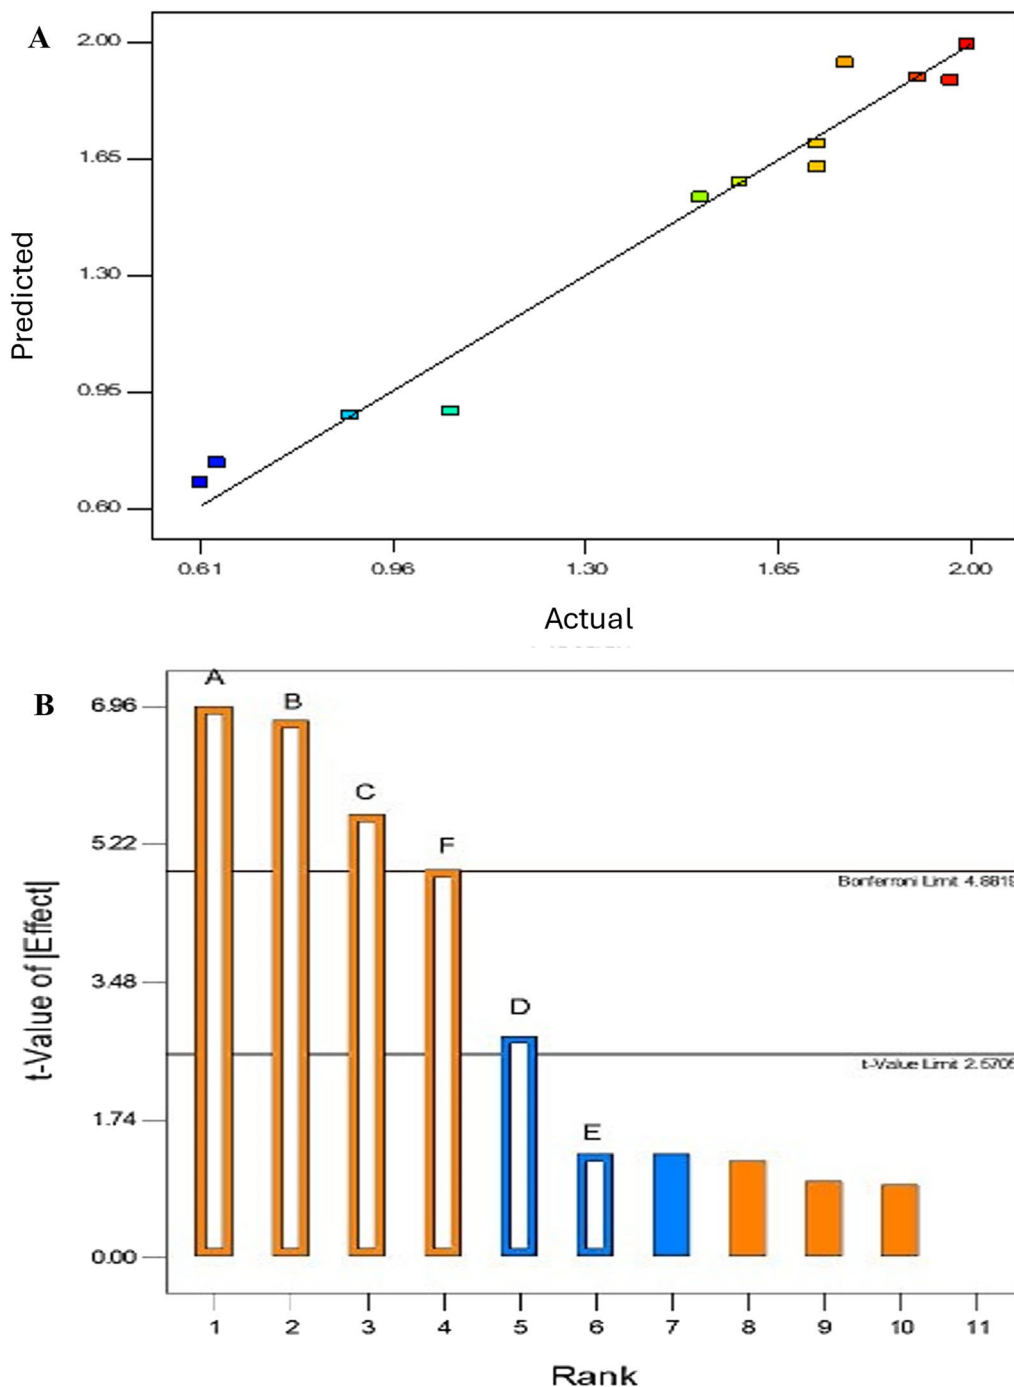 A
2.00
1.65
1.30
0.95
0.60
Predicted
0.61 0.96 1.30 1.65 2.00
Actual
B
A
B
C
F
D
E
6.96
5.22
3.48
1.74
0.00
t-Value of |Effect|
Bonferroni Limit 4.8819
t-Value Limit 2.5705
1 2 3 4 5 6 7 8 9 10 11
Rank